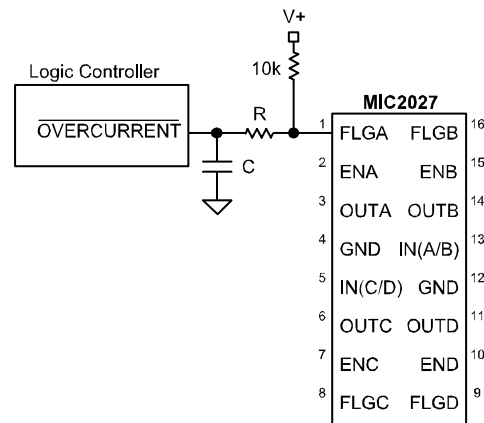 V+
10k
Logic Controller
OVERCURRENT
R
C
MIC2027
1 FLGA FLGB 16
2 ENA ENB 15
3 OUTA OUTB 14
4 GND IN(A/B) 13
5 IN(C/D) GND 12
6 OUTC OUTD 11
7 ENC END 10
8 FLGC FLGD 9